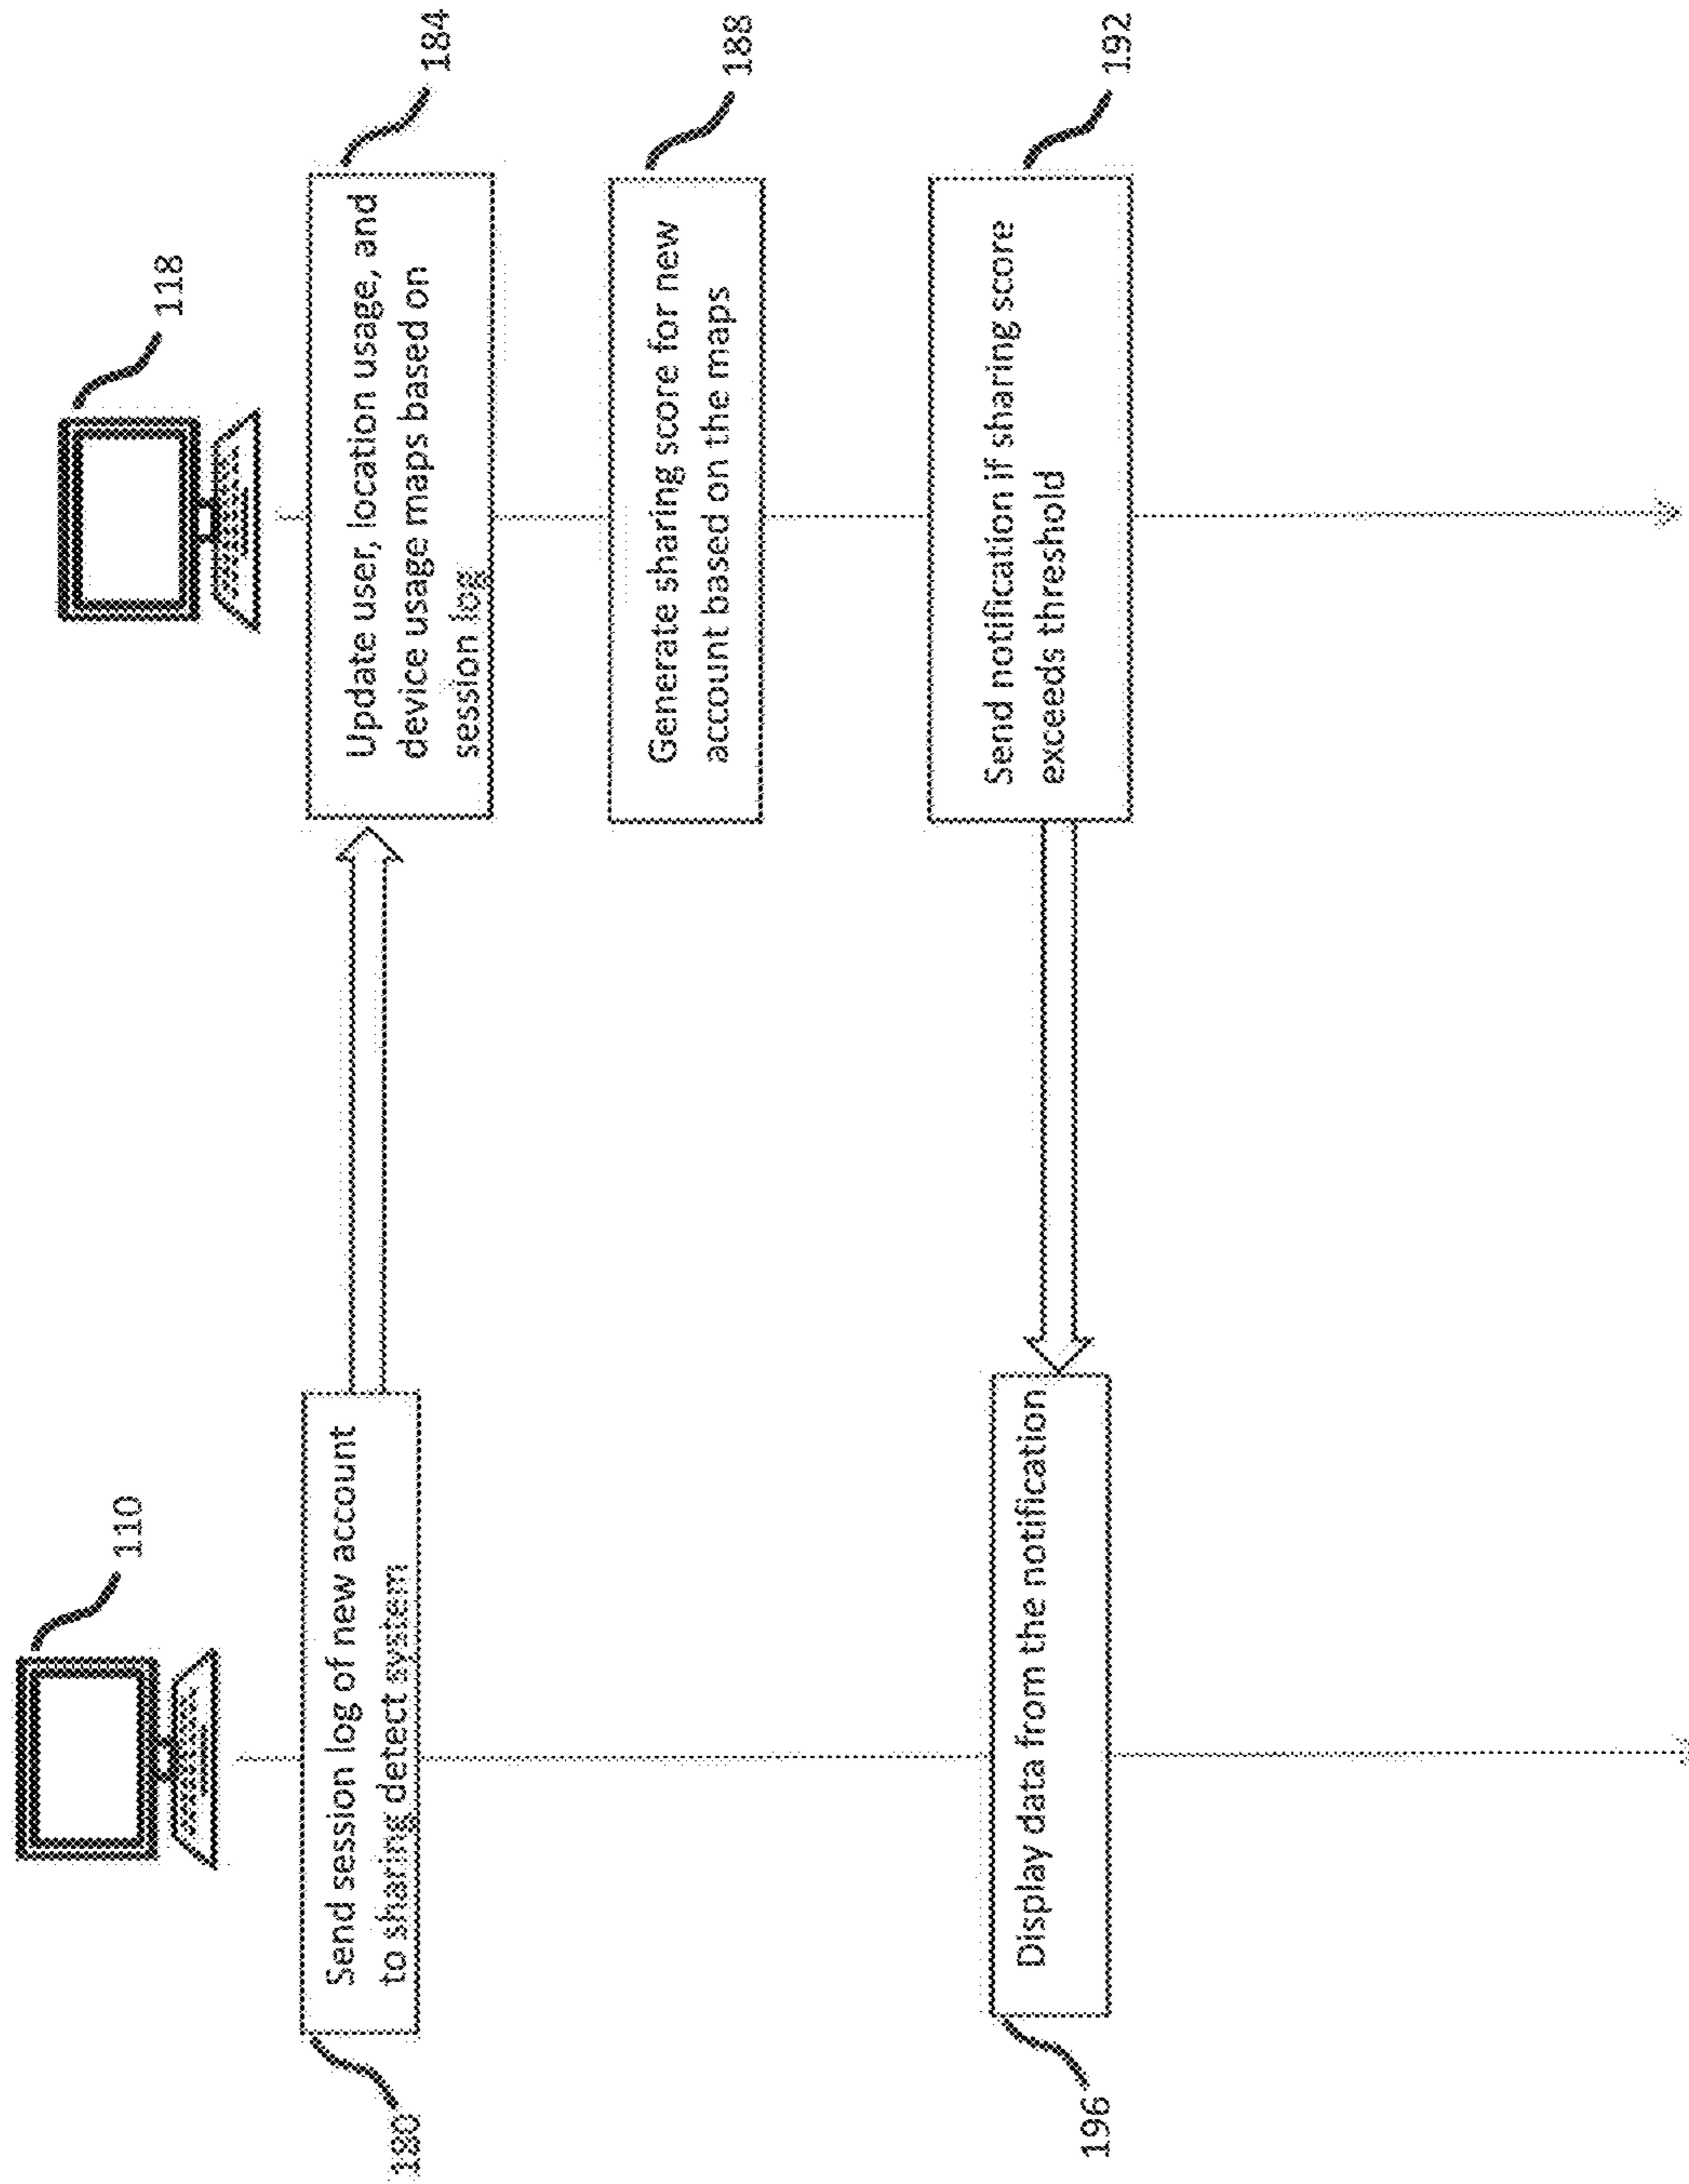 110
118
180
Send session log of new account
to sharing detect system
Update user, location usage, and
device usage maps based on
session log
184
Generate sharing score for new
account based on the maps
188
Send notification if sharing score
exceeds threshold
192
196
Display data from the notification